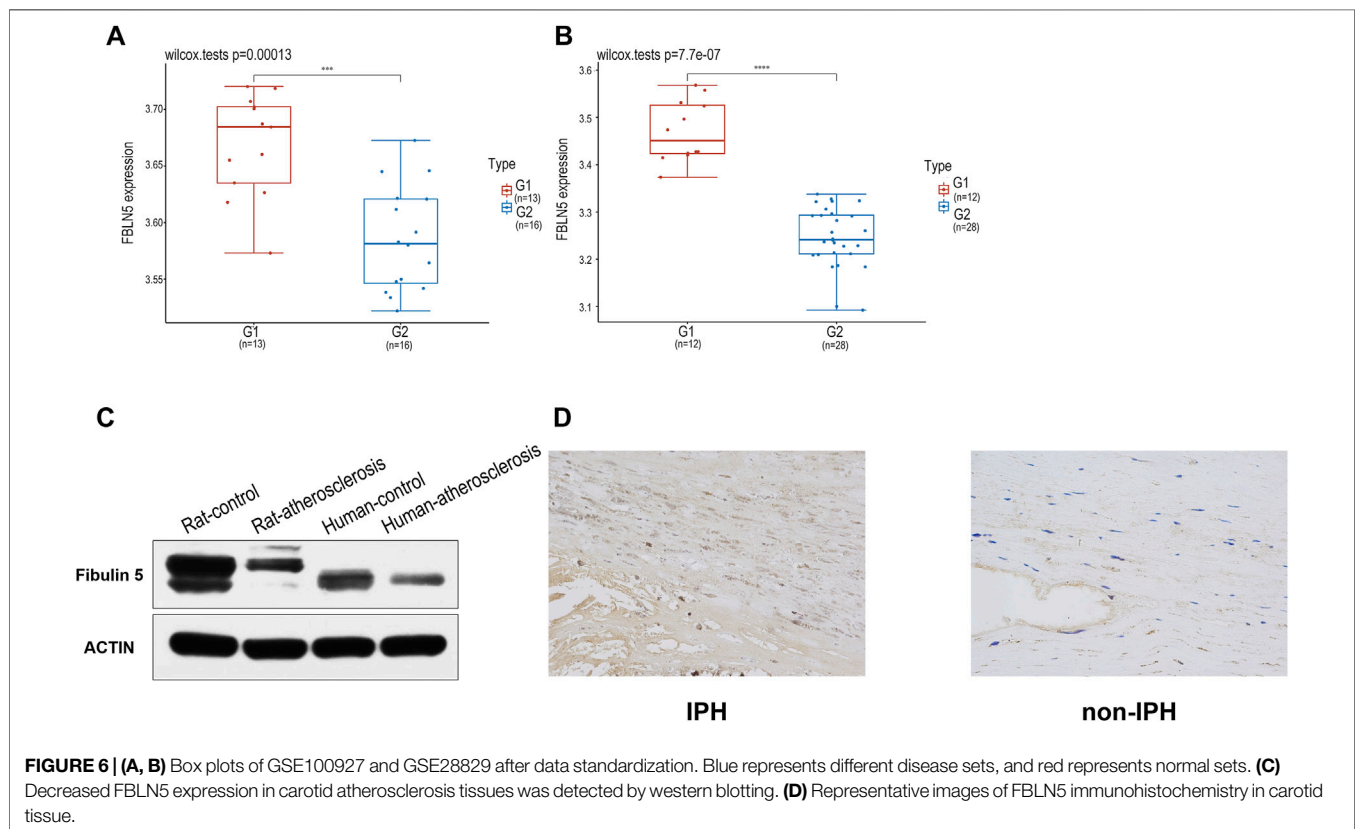 A
wilcox.tests p=0.00013
***
FBLN5 expression
3.70
3.65
3.60
3.55
G1
(n=13)
G2
(n=16)
Type
G1
(n=13)
G2
(n=16)
B
wilcox.tests p=7.7e-07
****
FBLN5 expression
3.6
3.5
3.4
3.3
3.2
3.1
G1
(n=12)
G2
(n=28)
Type
G1
(n=12)
G2
(n=28)
C
Rat-control
Rat-atherosclerosis
Human-control
Human-atherosclerosis
Fibulin 5
ACTIN
D
IPH
non-IPH
FIGURE 6 | (A, B) Box plots of GSE100927 and GSE28829 after data standardization. Blue represents different disease sets, and red represents normal sets. (C)
Decreased FBLN5 expression in carotid atherosclerosis tissues was detected by western blotting. (D) Representative images of FBLN5 immunohistochemistry in carotid
tissue.